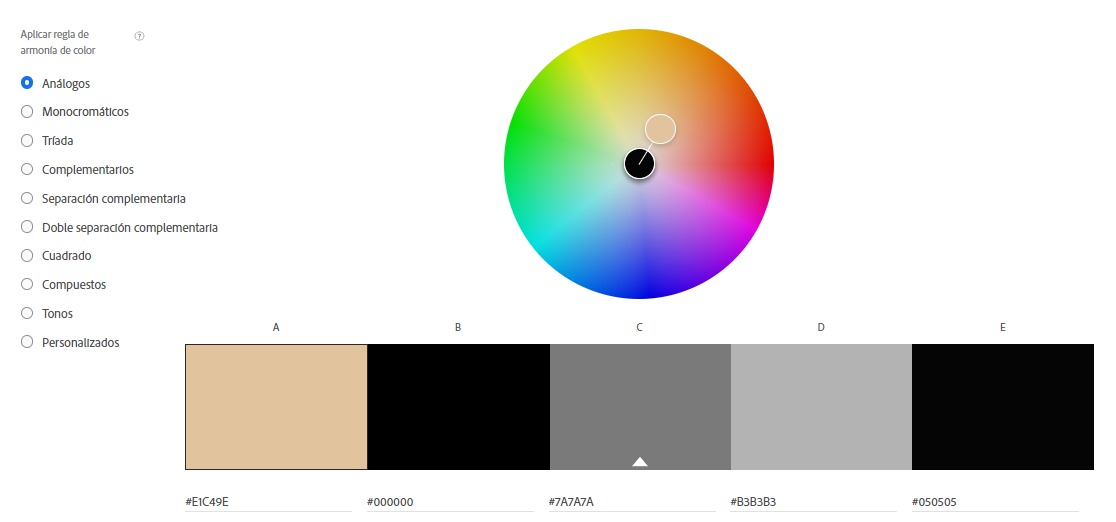 Aplicar regla de
armonía de color
?
Análogos
Monocromáticos
Tríada
Complementarios
Separación complementaria
Doble separación complementaria
Cuadrado
Compuestos
Tonos
Personalizados
A B C D E
#E1C49E #000000 #7A7A7A #B3B3B3 #050505